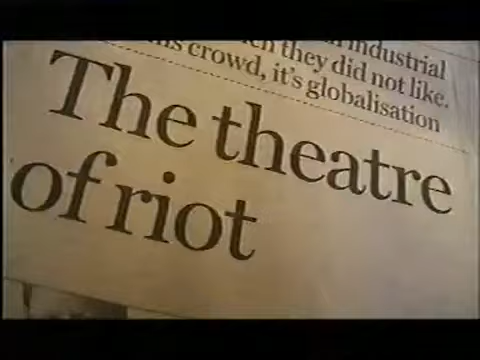 industrial
they did not like.
crowd, it's globalisation
The theatre
of riot